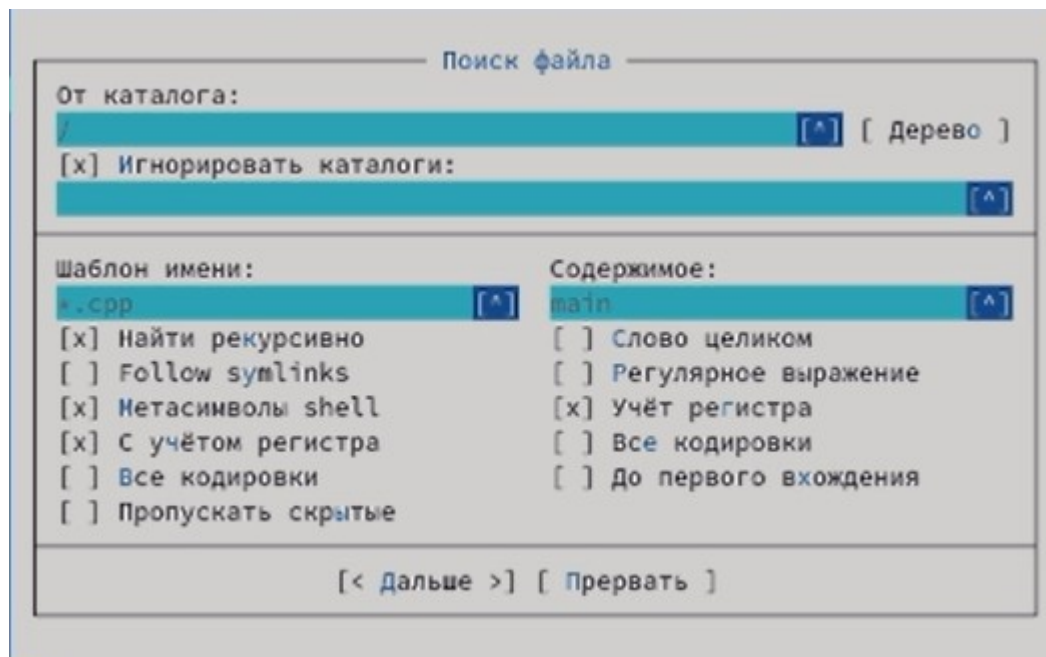 Поиск файла
От каталога:
/ [^] [ Дерево ]
[x] Игнорировать каталоги:
[^]
Шаблон имени: Содержимое:
*.cpp [^] main [^]
[x] Найти рекурсивно [ ] Слово целиком
[ ] Follow symlinks [ ] Регулярное выражение
[x] Метасимволы shell [x] Учёт регистра
[x] С учётом регистра [ ] Все кодировки
[ ] Все кодировки [ ] До первого вхождения
[ ] Пропускать скрытые
[< Дальше >] [ Прервать ]